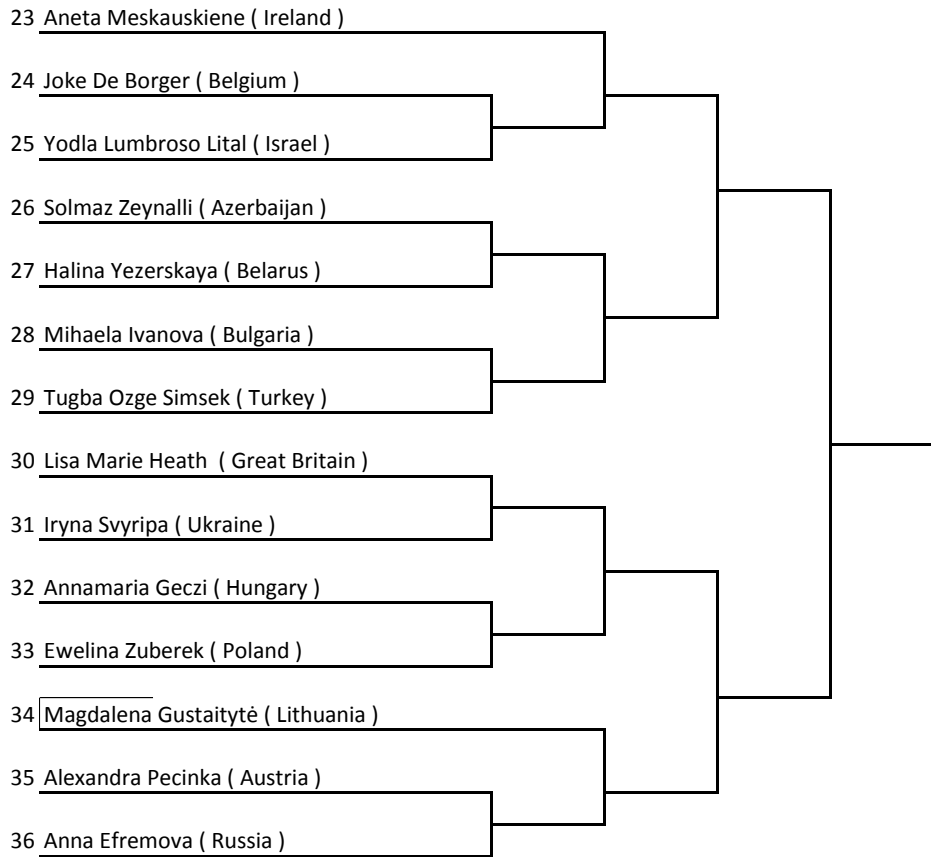 23 Aneta Meskauskiene ( Ireland )
24 Joke De Borger ( Belgium )
25 Yodla Lumbroso Lital ( Israel )
26 Solmaz Zeynalli ( Azerbaijan )
27 Halina Yezerskaya ( Belarus )
28 Mihaela Ivanova ( Bulgaria )
29 Tugba Ozge Simsek ( Turkey )
30 Lisa Marie Heath  ( Great Britain )
31 Iryna Svyripa ( Ukraine )
32 Annamaria Geczi ( Hungary )
33 Ewelina Zuberek ( Poland )
34 Magdalena Gustaitytė ( Lithuania )
35 Alexandra Pecinka ( Austria )
36 Anna Efremova ( Russia )